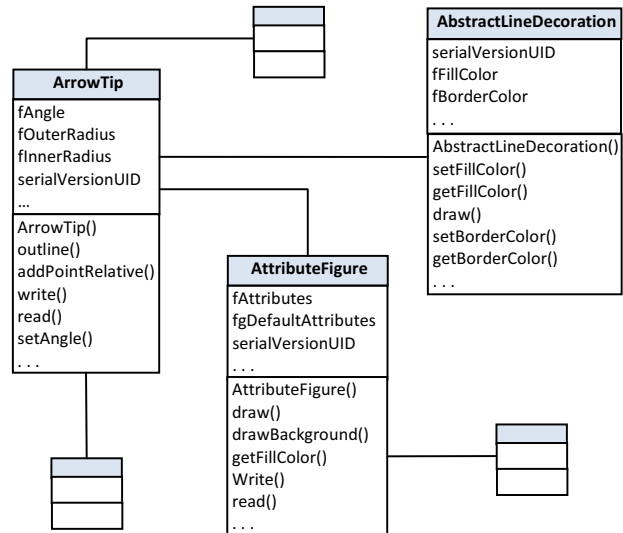 ArrowTip
fAngle
fOuterRadius
fInnerRadius
serialVersionUID
...
ArrowTip()
outline()
addPointRelative()
write()
read()
setAngle()
. . .
AbstractLineDecoration
serialVersionUID
fFillColor
fBorderColor
. . .
AbstractLineDecoration()
setFillColor()
getFillColor()
draw()
setBorderColor()
getBorderColor()
. . .
AttributeFigure
fAttributes
fgDefaultAttributes
serialVersionUID
. . .
AttributeFigure()
draw()
drawBackground()
getFillColor()
Write()
read()
. . .